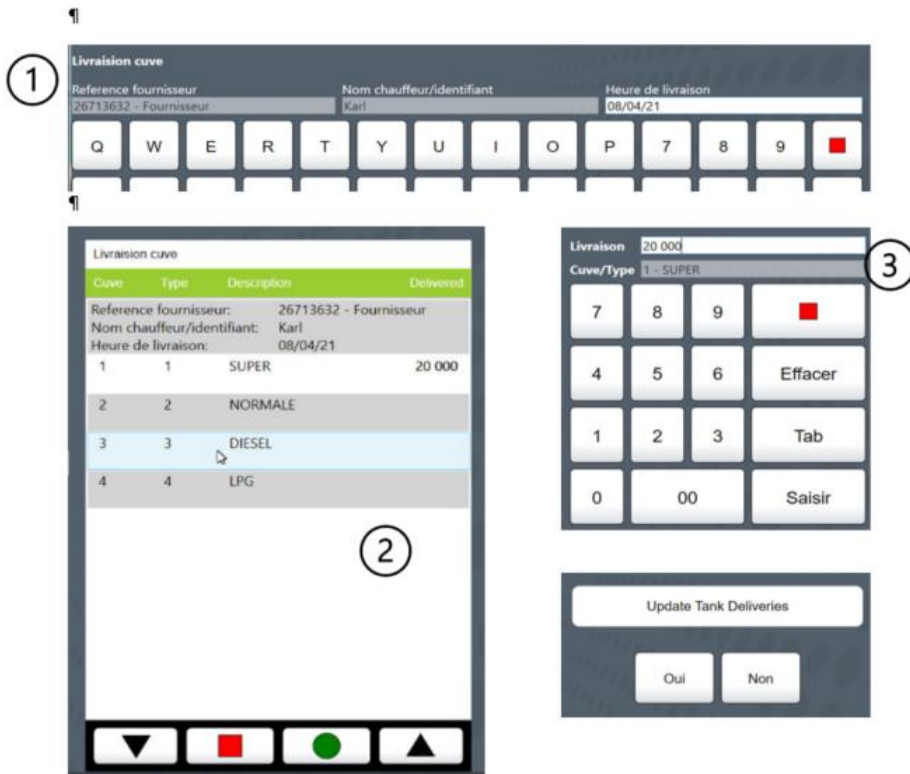 ¶
1
Livraision cuve
Reference fournisseur Nom chauffeur/identifiant Heure de livraison
26713632 - Fournisseur Karl 08/04/21
Q W E R T Y U I O P 7 8 9
¶
2
Livraision cuve
Cuve Type Description Delivered
Reference fournisseur: 26713632 - Fournisseur
Nom chauffeur/identifiant: Karl
Heure de livraison: 08/04/21
1 1 SUPER 20 000
2 2 NORMALE
3 3 DIESEL
4 4 LPG
3
Livraison 20 000
Cuve/Type 1 - SUPER
7 8 9
4 5 6 Effacer
1 2 3 Tab
0 00 Saisir
Update Tank Deliveries
Oui Non